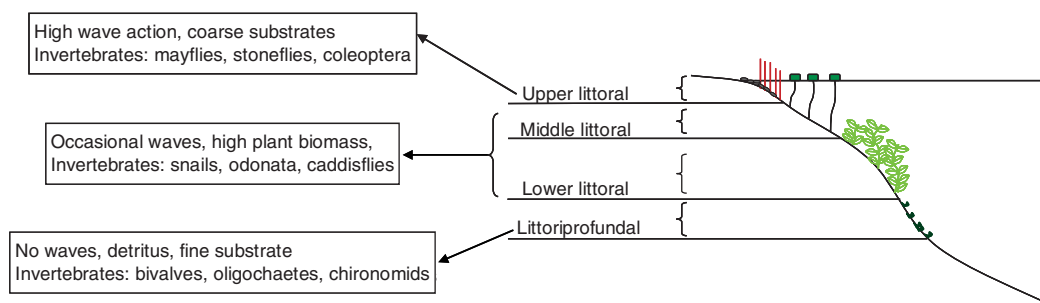 High wave action, coarse substrates
Invertebrates: mayflies, stoneflies, coleoptera
Upper littoral
Middle littoral
Occasional waves, high plant biomass,
Invertebrates: snails, odonata, caddisflies
Lower littoral
Littoriprofundal
No waves, detritus, fine substrate
Invertebrates: bivalves, oligochaetes, chironomids